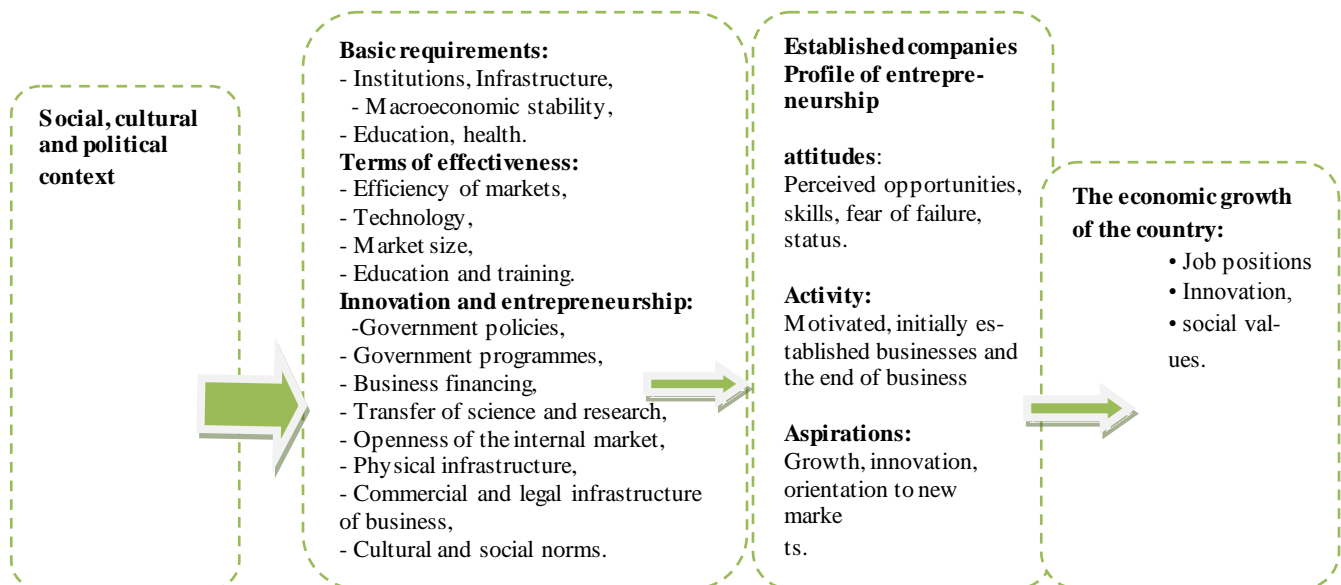 Social, cultural
and political
context
Basic requirements:
- Institutions, Infrastructure,
- Macroeconomic stability,
- Education, health.
Terms of effectiveness:
- Efficiency of markets,
- Technology,
- Market size,
- Education and training.
Innovation and entrepreneurship:
-Government policies,
- Government programmes,
- Business financing,
- Transfer of science and research,
- Openness of the internal market,
- Physical infrastructure,
- Commercial and legal infrastructure
of business,
- Cultural and social norms.
Established companies
Profile of entrepre-
neurship
attitudes:
Perceived opportunities,
skills, fear of failure,
status.
Activity:
Motivated, initially es-
tablished businesses and
the end of business
Aspirations:
Growth, innovation,
orientation to new
marke
ts.
The economic growth
of the country:
• Job positions
• Innovation,
• social val-
ues.